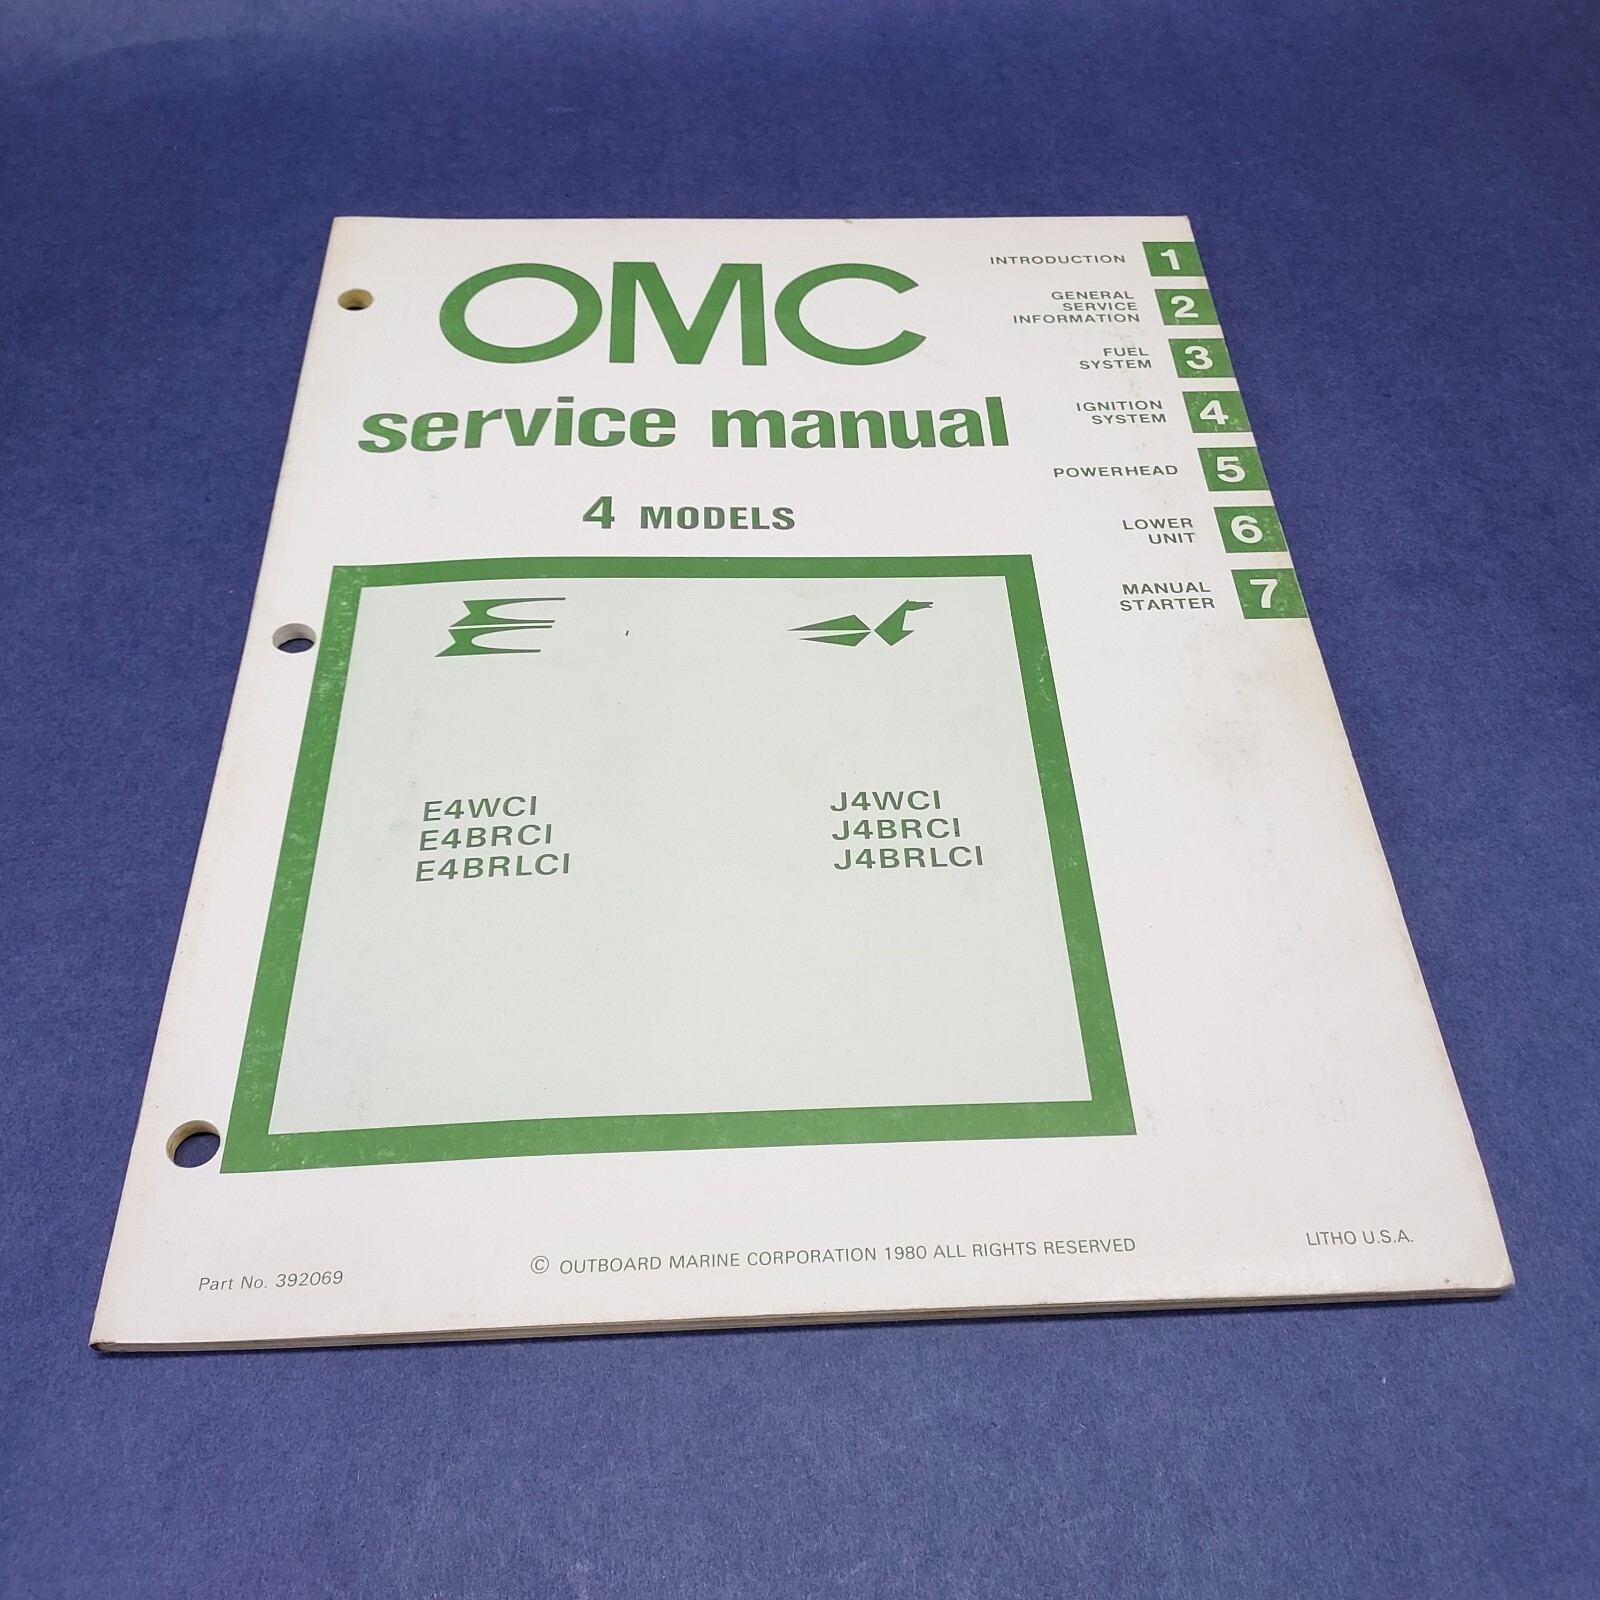 OMC
service manual
4 MODELS
INTRODUCTION 1
GENERAL
SERVICE
INFORMATION 2
FUEL
SYSTEM 3
IGNITION
SYSTEM 4
POWERHEAD 5
LOWER
UNIT 6
MANUAL
STARTER 7
E4WCI
E4BRCI
E4BRLCI
J4WCI
J4BRCI
J4BRLCI
Part No. 392069
© OUTBOARD MARINE CORPORATION 1980 ALL RIGHTS RESERVED
LITHO U.S.A.